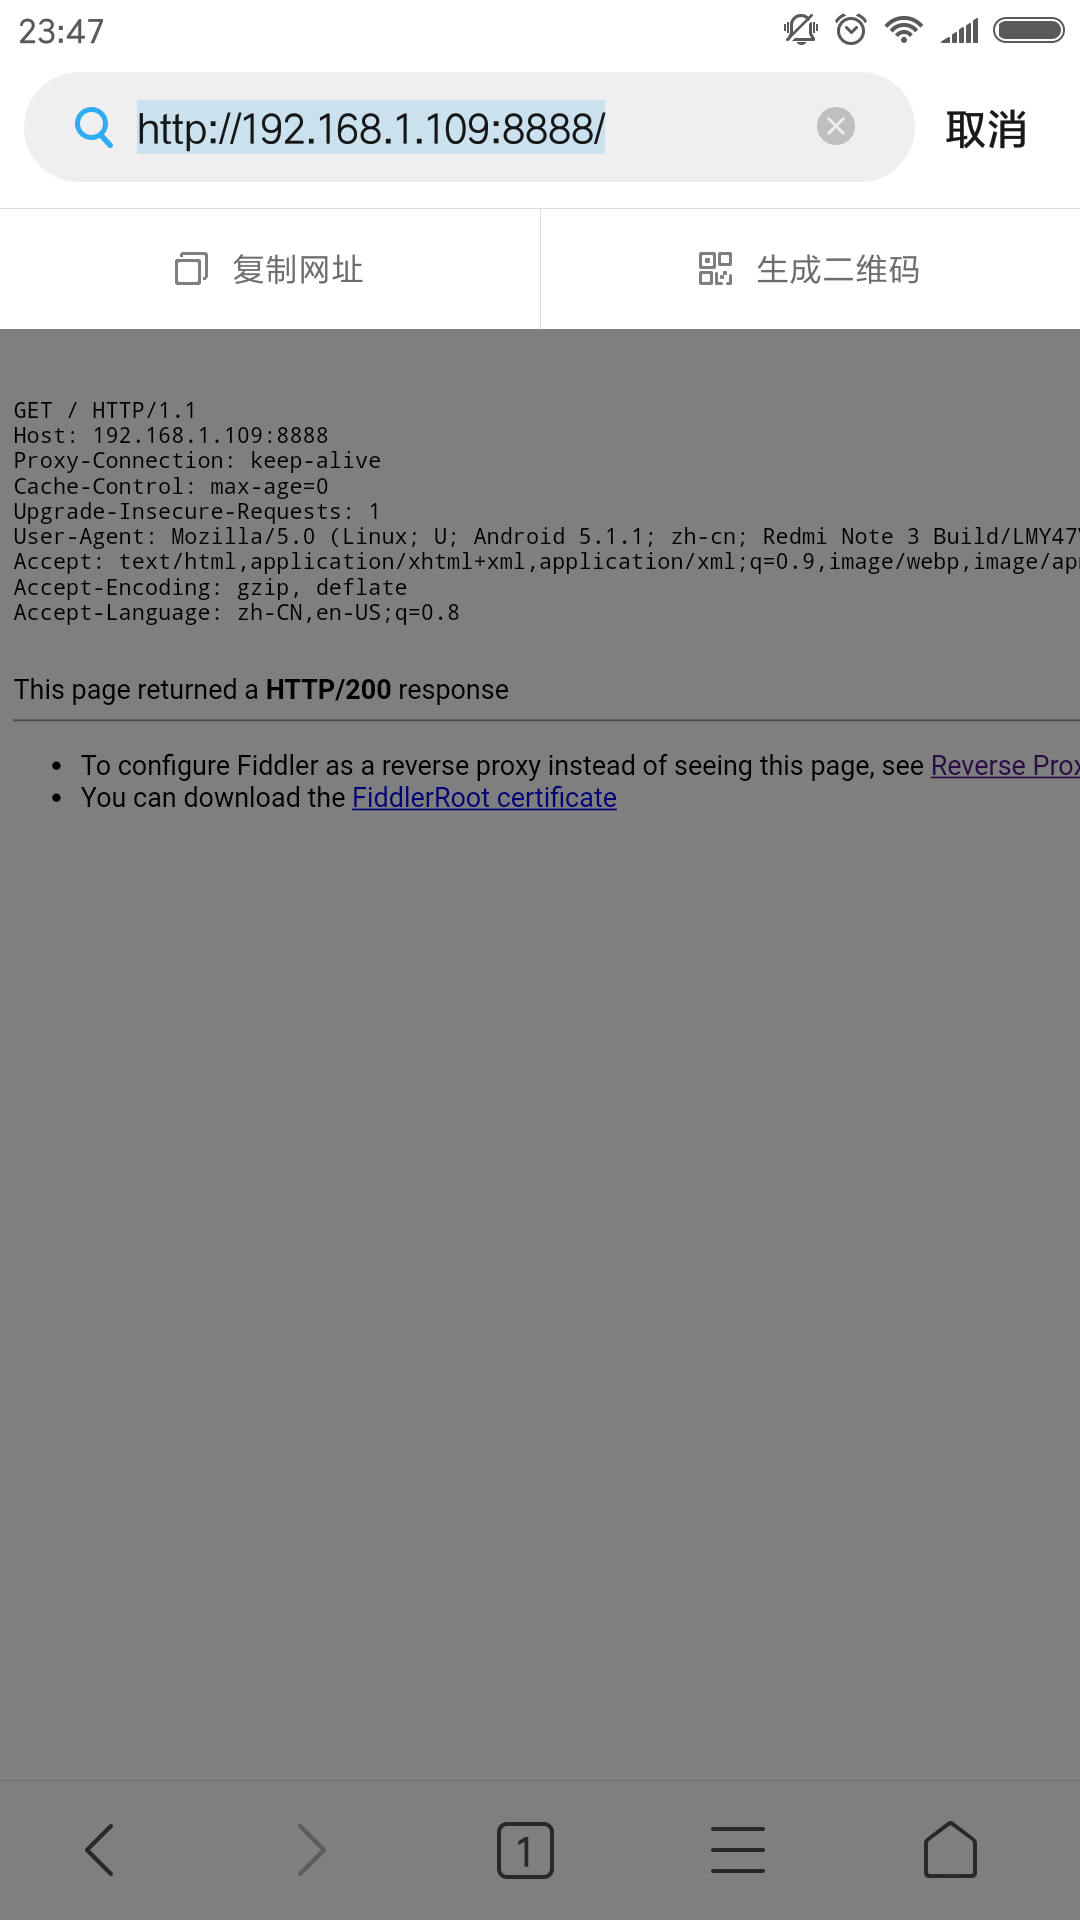 23:47
http://192.168.1.109:8888/
取消
复制网址
生成二维码
GET / HTTP/1.1
Host: 192.168.1.109:8888
Proxy-Connection: keep-alive
Cache-Control: max-age=0
Upgrade-Insecure-Requests: 1
User-Agent: Mozilla/5.0 (Linux; U; Android 5.1.1; zh-cn; Redmi Note 3 Build/LMY47
Accept: text/html,application/xhtml+xml,application/xml;q=0.9,image/webp,image/ap
Accept-Encoding: gzip, deflate
Accept-Language: zh-CN,en-US;q=0.8
This page returned a HTTP/200 response
• To configure Fiddler as a reverse proxy instead of seeing this page, see Reverse Prox
• You can download the FiddlerRoot certificate
1